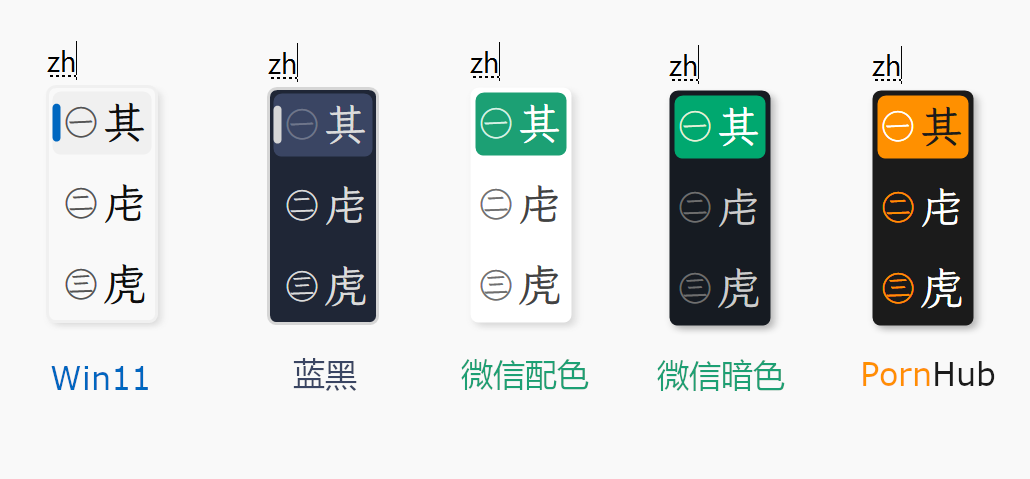 zh zh zh zh zh
㊀ 其 ㊀ 其 ㊀ 其 ㊀ 其 ㊀ 其
㊁ 虍 ㊁ 虍 ㊁ 虍 ㊁ 虍 ㊁ 虍
㊂ 虎 ㊂ 虎 ㊂ 虎 ㊂ 虎 ㊂ 虎
Win11 蓝黑 微信配色 微信暗色 PornHub